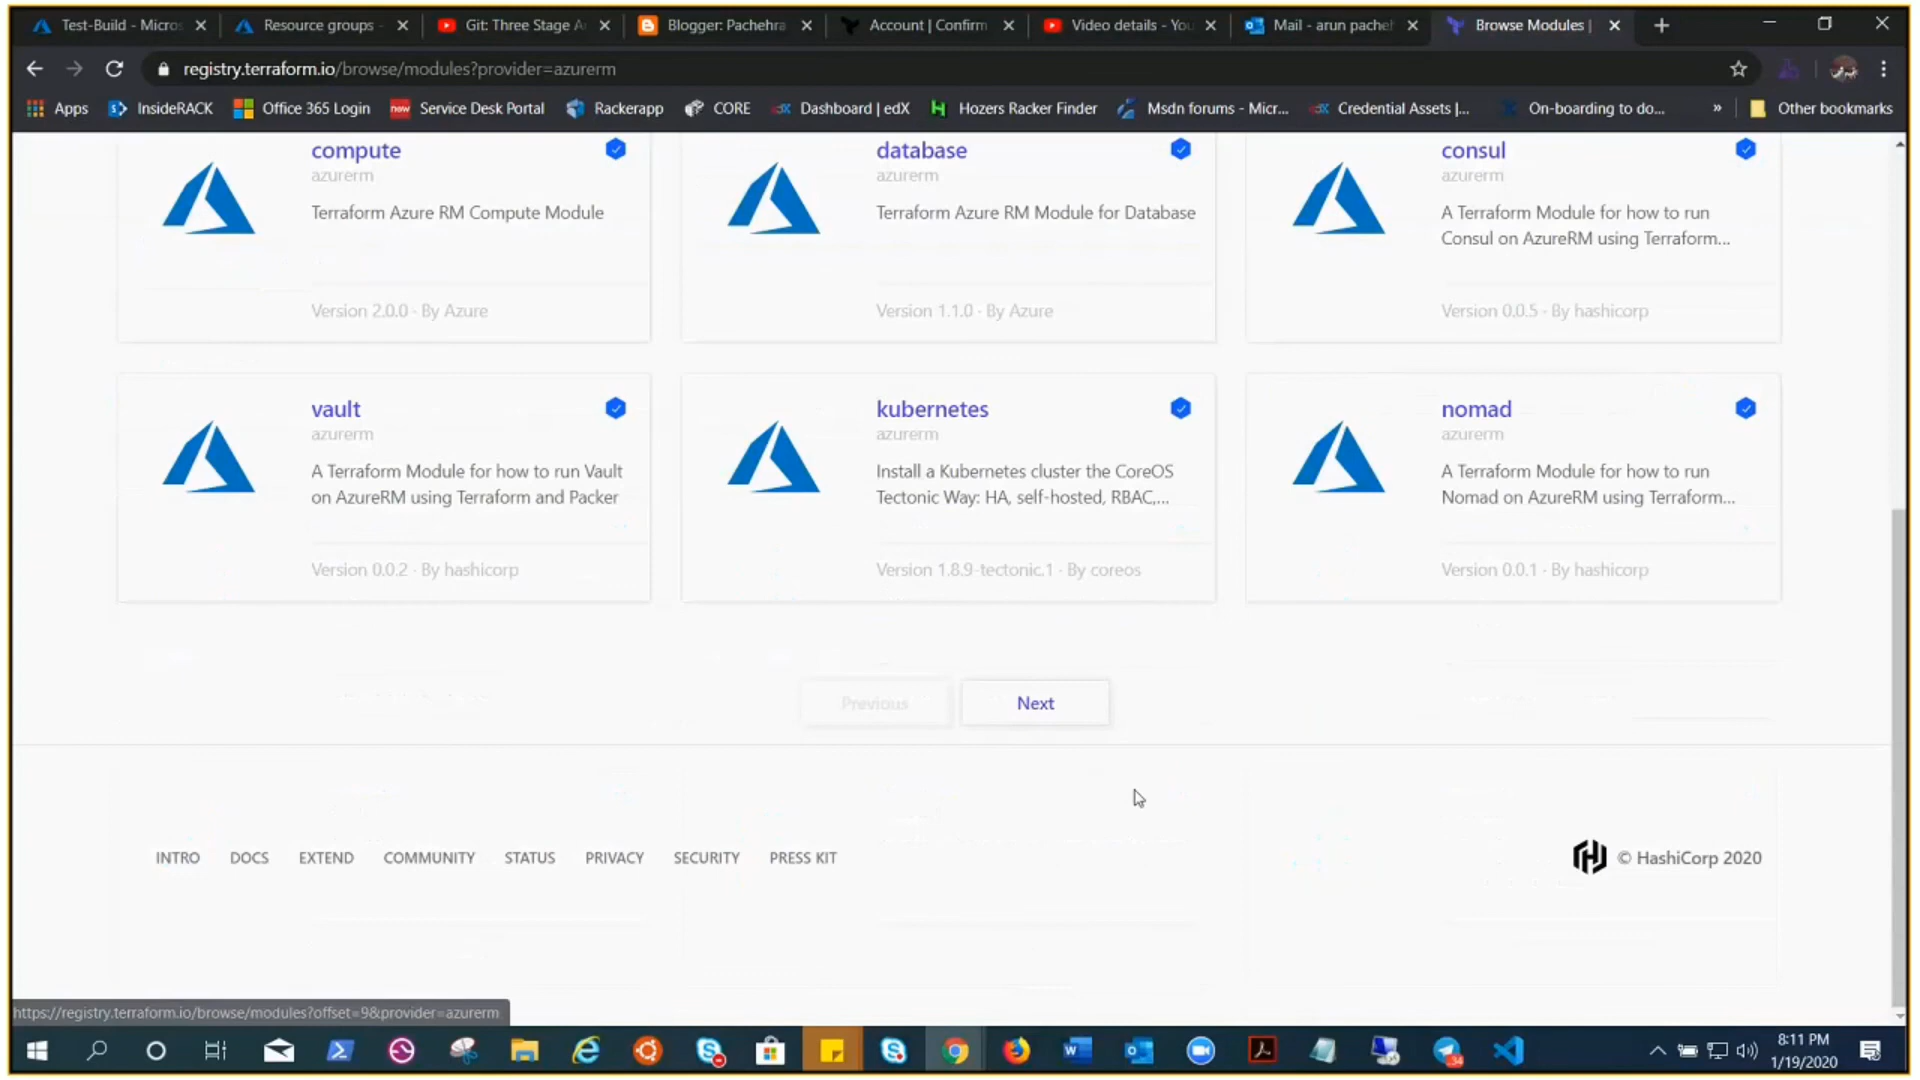 Test-Build - Micros
Resource groups -
Git: Three Stage A
Blogger: Pachehra
Account | Confirm
Video details - You
Mail - arun pacheh
Browse Modules |
registry.terraform.io/browse/modules?provider=azurerm
Apps
InsideRACK
Office 365 Login
now
Service Desk Portal
Rackerapp
CORE
Dashboard | edX
Hozers Racker Finder
Msdn forums - Micr...
Credential Assets |...
On-boarding to do...
»
Other bookmarks
compute
azurerm
Terraform Azure RM Compute Module
Version 2.0.0 · By Azure
database
azurerm
Terraform Azure RM Module for Database
Version 1.1.0 · By Azure
consul
azurerm
A Terraform Module for how to run
Consul on AzureRM using Terraform...
Version 0.0.5 · By hashicorp
vault
azurerm
A Terraform Module for how to run Vault
on AzureRM using Terraform and Packer
Version 0.0.2 · By hashicorp
kubernetes
azurerm
Install a Kubernetes cluster the CoreOS
Tectonic Way: HA, self-hosted, RBAC,...
Version 1.8.9-tectonic.1 · By coreos
nomad
azurerm
A Terraform Module for how to run
Nomad on AzureRM using Terraform...
Version 0.0.1 · By hashicorp
Previous
Next
INTRO
DOCS
EXTEND
COMMUNITY
STATUS
PRIVACY
SECURITY
PRESS KIT
© HashiCorp 2020
https://registry.terraform.io/browse/modules?offset=9&provider=azurerm
8:11 PM
1/19/2020